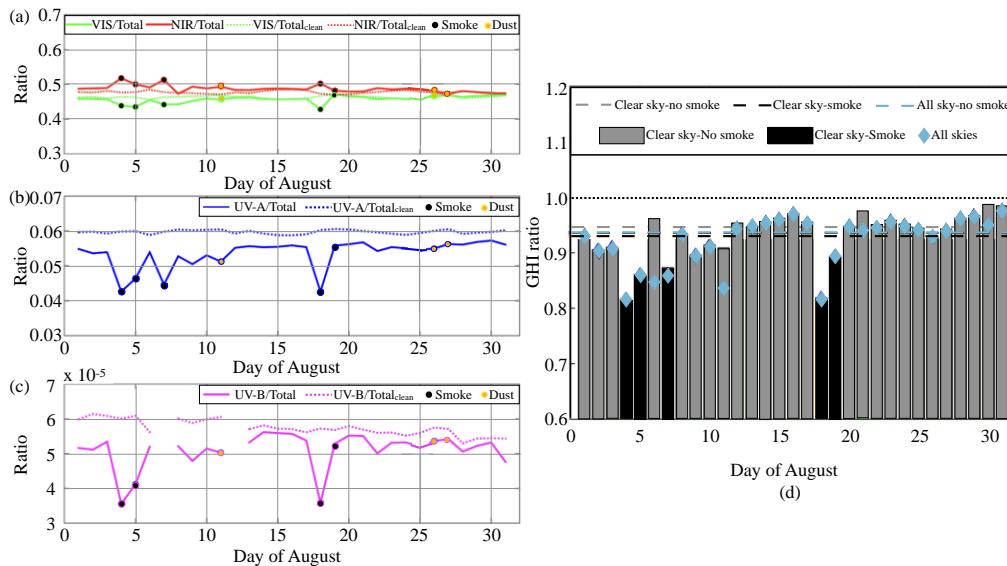 (a)
VIS/Total NIR/Total VIS/Totalclean NIR/Totalclean Smoke Dust
0.7
0.6
0.5
0.4
0.3
Ratio
0 5 10 15 20 25 30
Day of August
(b)
UV-A/Total UV-A/Totalclean Smoke Dust
0.07
0.06
0.05
0.04
0.03
Ratio
0 5 10 15 20 25 30
Day of August
(c)
x 10-5
UV-B/Total UV-B/Totalclean Smoke Dust
7
6
5
4
3
Ratio
0 5 10 15 20 25 30
Day of August
Clear sky-no smoke Clear sky-smoke All sky-no smoke
Clear sky-No smoke Clear sky-Smoke All skies
1.2
1.1
1.0
0.9
0.8
0.7
0.6
GHI ratio
0 5 10 15 20 25 30
Day of August
(d)